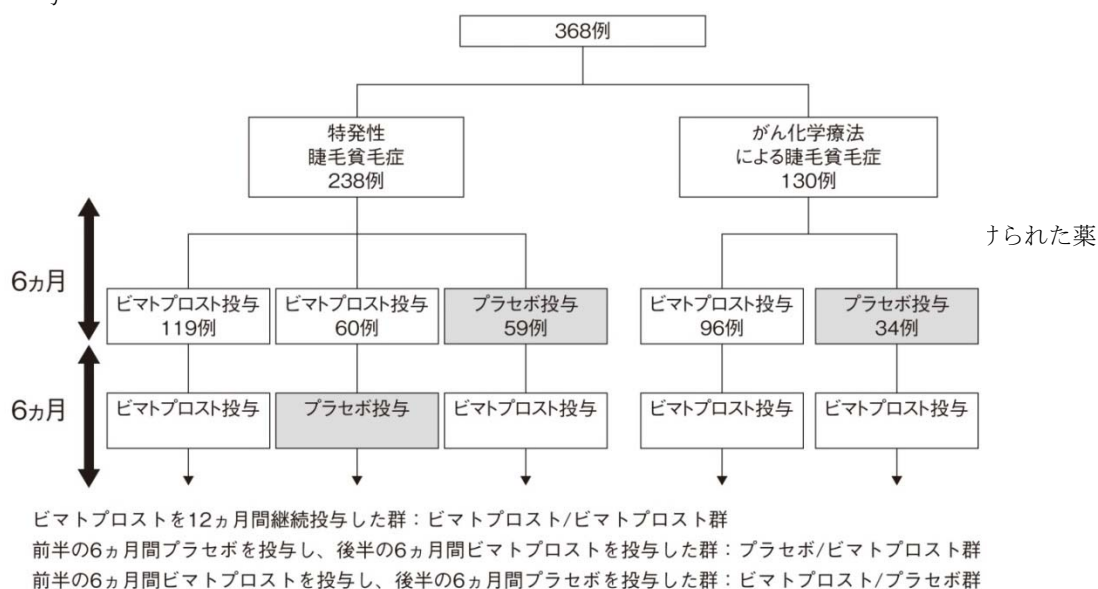 368例
特発性
睫毛貧毛症
238例
がん化学療法
による睫毛貧毛症
130例
けられた薬
6ヵ月
ビマトプロスト投与
119例
ビマトプロスト投与
60例
プラセボ投与
59例
ビマトプロスト投与
96例
プラセボ投与
34例
6ヵ月
ビマトプロスト投与
プラセボ投与
ビマトプロスト投与
ビマトプロスト投与
ビマトプロスト投与
ビマトプロストを12ヵ月間継続投与した群：ビマトプロスト/ビマトプロスト群
前半の6ヵ月間プラセボを投与し、後半の6ヵ月間ビマトプロストを投与した群：プラセボ/ビマトプロスト群
前半の6ヵ月間ビマトプロストを投与し、後半の6ヵ月間プラセボを投与した群：ビマトプロスト/プラセボ群